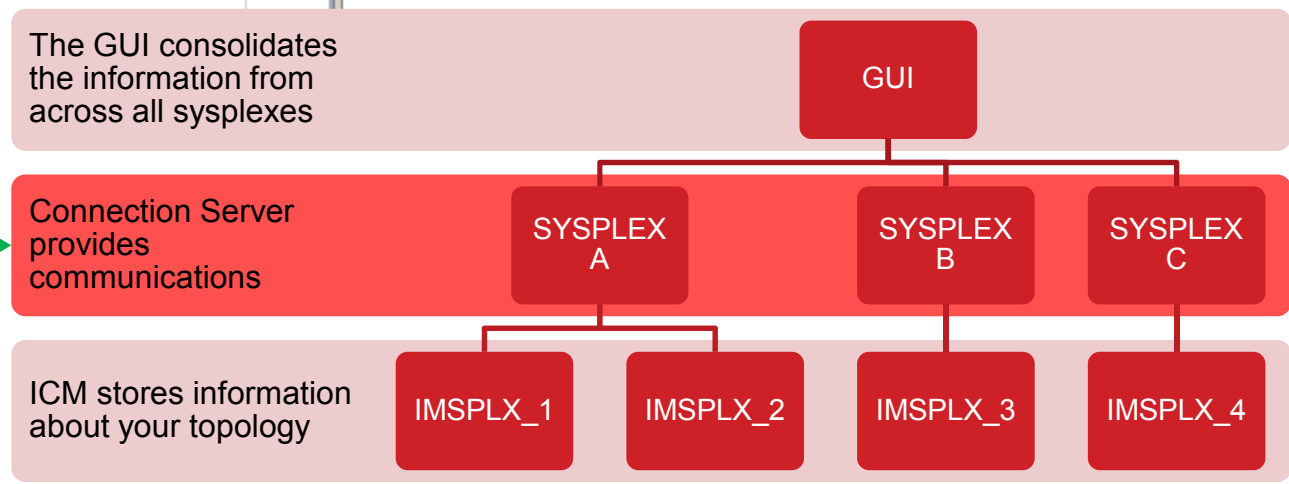 The GUI consolidates
the information from
across all sysplexes
GUI
Connection Server
provides
communications
SYSPLEX
A
SYSPLEX
B
SYSPLEX
C
ICM stores information
about your topology
IMSPLX_1
IMSPLX_2
IMSPLX_3
IMSPLX_4